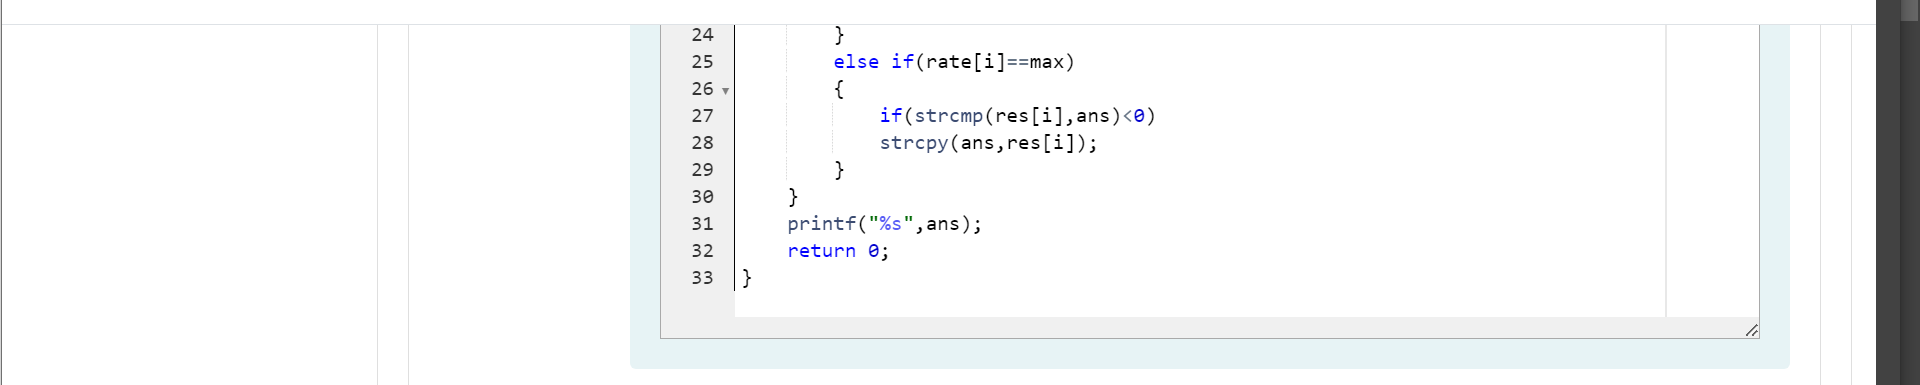 24 }
25 else if(rate[i]==max)
26 {
27 if(strcmp(res[i],ans)<0)
28 strcpy(ans,res[i]);
29 }
30 }
31 printf("%s",ans);
32 return 0;
33 }